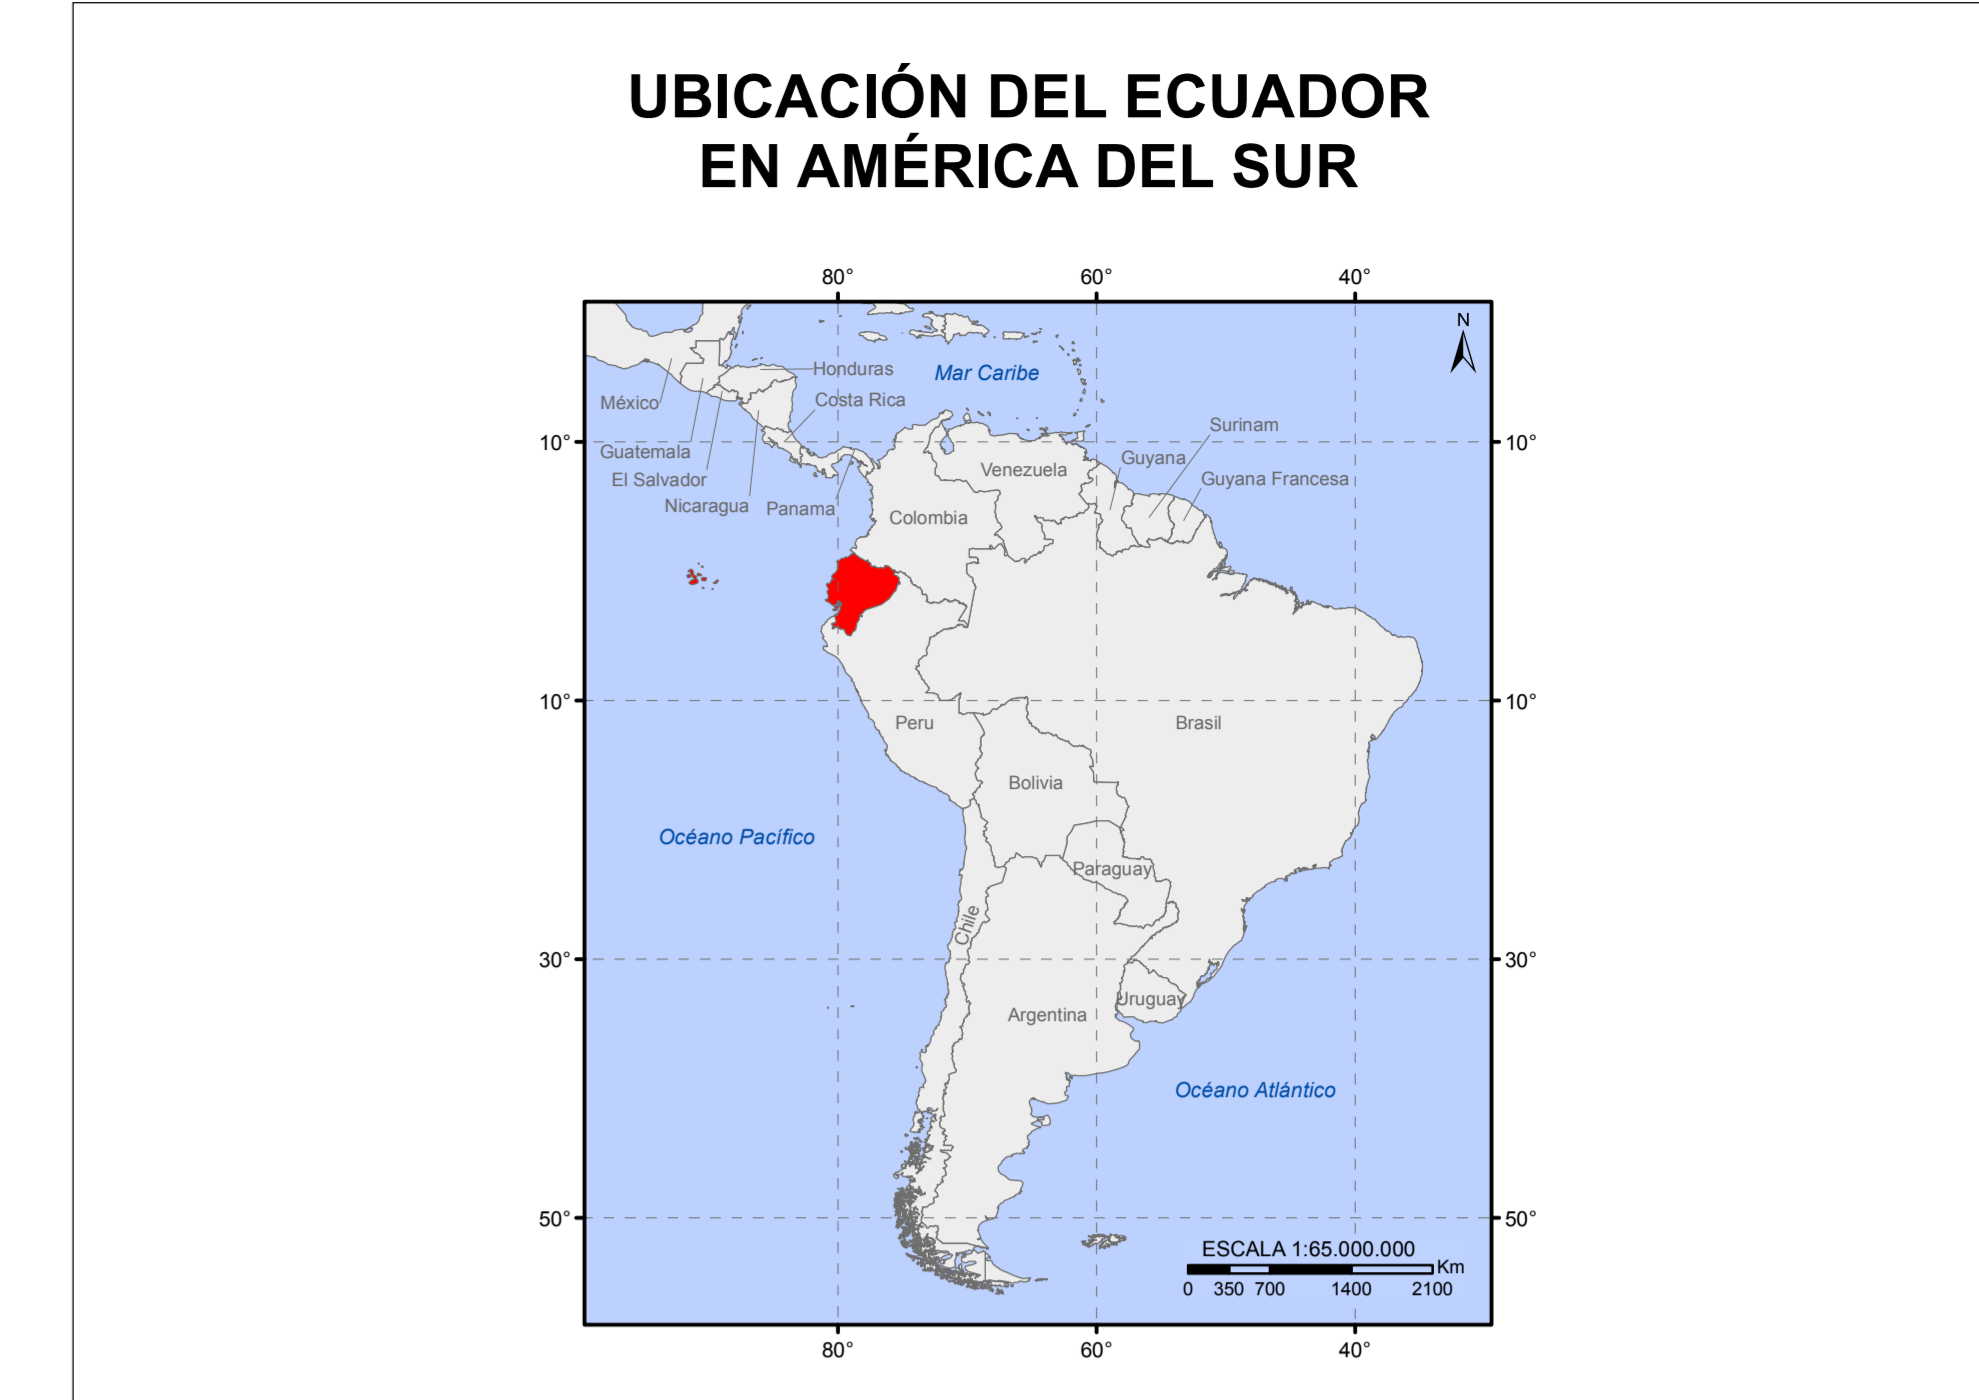 UBICACIÓN DEL ECUADOR
EN AMÉRICA DEL SUR
80° 60° 40°
N
Honduras
Mar Caribe
México
Costa Rica
Surinam
10° 10°
Guatemala
Guyana
Venezuela
El Salvador
Guyana Francesa
Nicaragua
Panama
Colombia
10° 10°
Peru
Brasil
Bolivia
Océano Pacífico
Paraguay
Chile
30° 30°
Uruguay
Argentina
Océano Atlántico
50° 50°
ESCALA 1:65.000.000
Km
0 350 700 1400 2100
80° 60° 40°